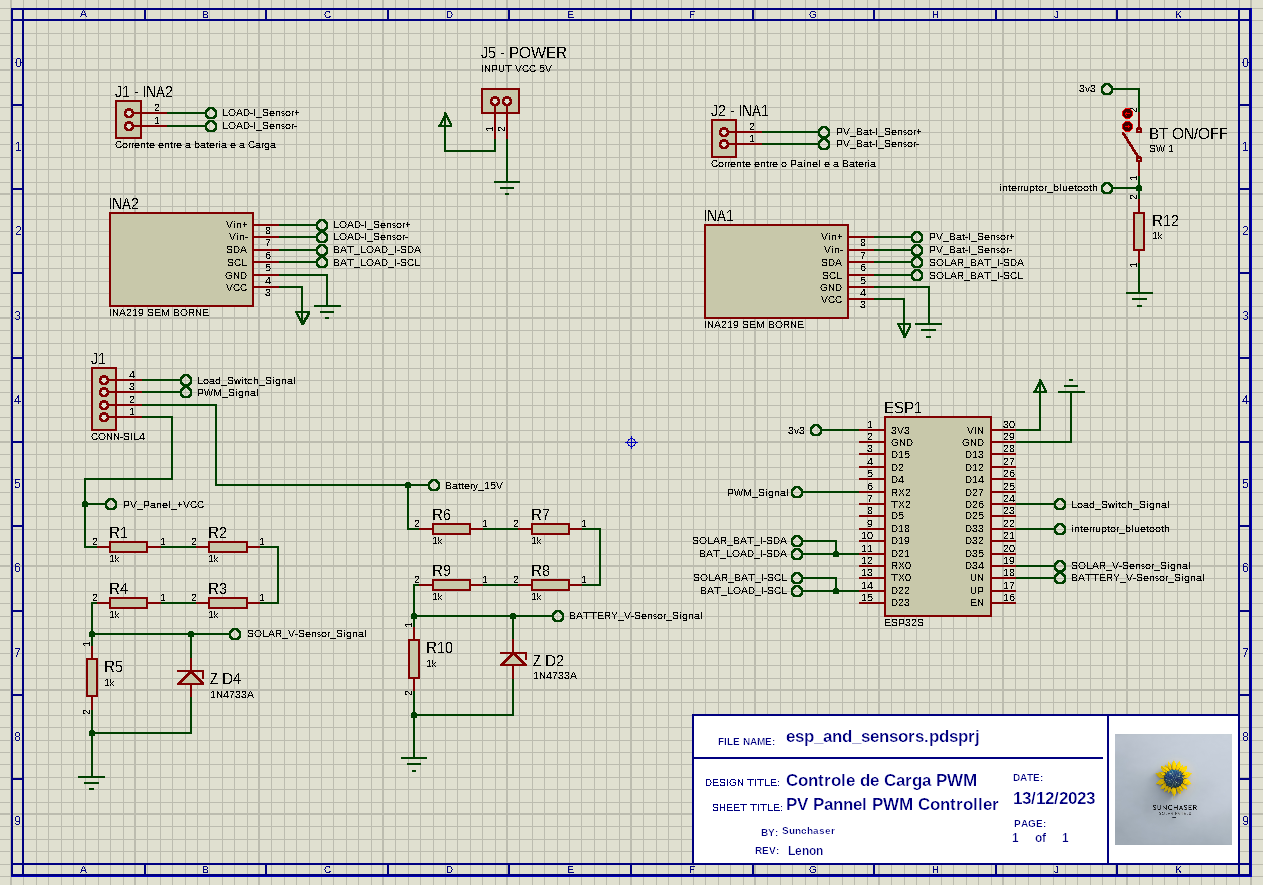 A B C D E F G H J K
0 0
J5 - POWER
INPUT VCC 5V
1 2
J1 - INA2
2 LOAD-I_Sensor+
1 LOAD-I_Sensor-
Corrente entre a bateria e a Carga
J2 - INA1
2 PV_Bat-I_Sensor+
1 PV_Bat-I_Sensor-
Corrente entre o Painel e a Bateria
3v3
2
BT ON/OFF
SW 1
1
interruptor_bluetooth
2
R12
1k
1
1 1
INA2
Vin+ 8 LOAD-I_Sensor+
Vin- 7 LOAD-I_Sensor-
SDA 6 BAT_LOAD_I-SDA
SCL 5 BAT_LOAD_I-SCL
GND 4
VCC 3
INA219 SEM BORNE
INA1
Vin+ 8 PV_Bat-I_Sensor+
Vin- 7 PV_Bat-I_Sensor-
SDA 6 SOLAR_BAT_I-SDA
SCL 5 SOLAR_BAT_I-SCL
GND 4
VCC 3
INA219 SEM BORNE
2 2
3 3
J1
4 Load_Switch_Signal
3 PWM_Signal
2
1
CONN-SIL4
4 4
PV_Panel_+VCC
Battery_15V
5 5
R1
2 1
1k
R2
2 1
1k
R4
2 1
1k
R3
2 1
1k
SOLAR_V-Sensor_Signal
1
R5
1k
2
Z D4
1N4733A
R6
2 1
1k
R7
2 1
1k
R9
2 1
1k
R8
2 1
1k
BATTERY_V-Sensor_Signal
1
R10
1k
2
Z D2
1N4733A
ESP1
3v3 1 3V3 VIN 30
2 GND GND 29
3 D15 D13 28
4 D2 D12 27
5 D4 D14 26
PWM_Signal 6 RX2 D27 25
7 TX2 D26 24 Load_Switch_Signal
8 D5 D25 23
9 D18 D33 22 interruptor_bluetooth
SOLAR_BAT_I-SDA 10 D19 D32 21
BAT_LOAD_I-SDA 11 D21 D35 20
12 RX0 D34 19 SOLAR_V-Sensor_Signal
SOLAR_BAT_I-SCL 13 TX0 UN 18 BATTERY_V-Sensor_Signal
BAT_LOAD_I-SCL 14 D22 UP 17
15 D23 EN 16
ESP32S
6 6
7 7
8 8
9 9
FILE NAME: esp_and_sensors.pdsprj
DESIGN TITLE: Controle de Carga PWM
SHEET TITLE: PV Pannel PWM Controller
BY: Sunchaser
REV: Lenon
DATE:
13/12/2023
PAGE:
1 of 1
SUNCHASER
A B C D E F G H J K